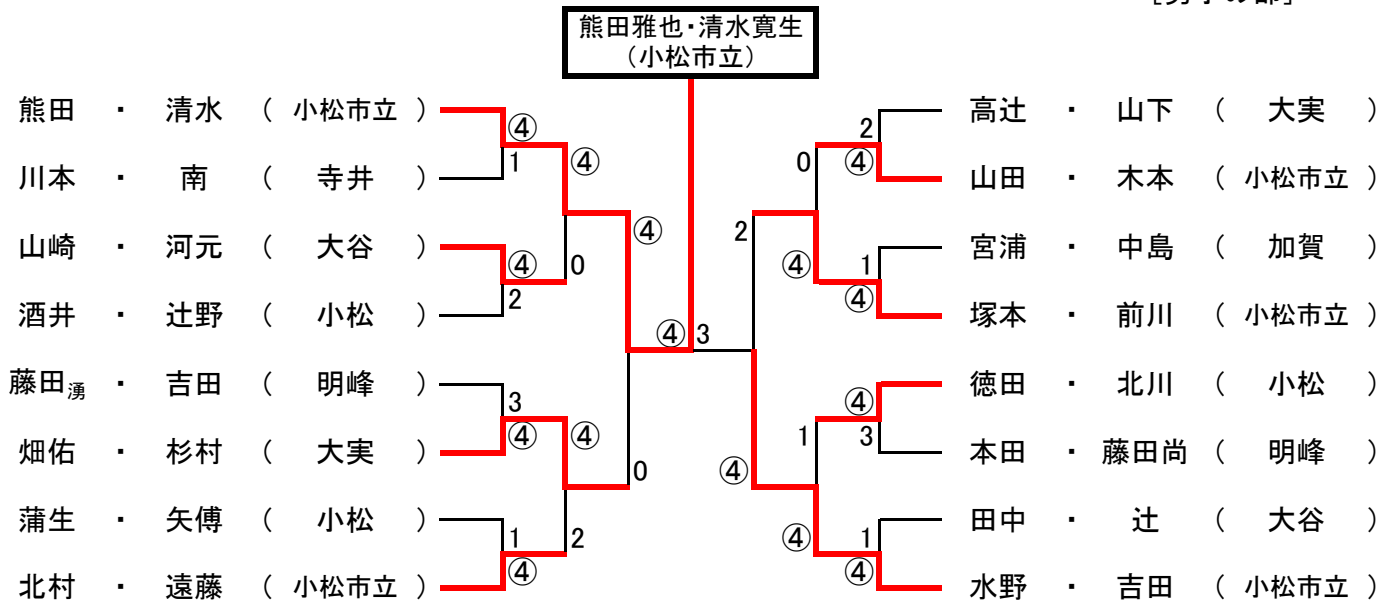 熊田雅也・清水寛生
（小松市立）
熊田 ・ 清水 （ 小松市立 ）
川本 ・ 南 （ 寺井 ）
山崎 ・ 河元 （ 大谷 ）
酒井 ・ 辻野 （ 小松 ）
藤田湧 ・ 吉田 （ 明峰 ）
畑佑 ・ 杉村 （ 大実 ）
蒲生 ・ 矢傅 （ 小松 ）
北村 ・ 遠藤 （ 小松市立 ）
④
1
④
2
3
④
1
④
④
0
④
2
④
0
④
3
2
④
0
④
1
④
2
④
1
④
④
3
1
④
高辻 ・ 山下 （ 大実 ）
山田 ・ 木本 （ 小松市立 ）
宮浦 ・ 中島 （ 加賀 ）
塚本 ・ 前川 （ 小松市立 ）
徳田 ・ 北川 （ 小松 ）
本田 ・ 藤田尚 （ 明峰 ）
田中 ・ 辻 （ 大谷 ）
水野 ・ 吉田 （ 小松市立 ）